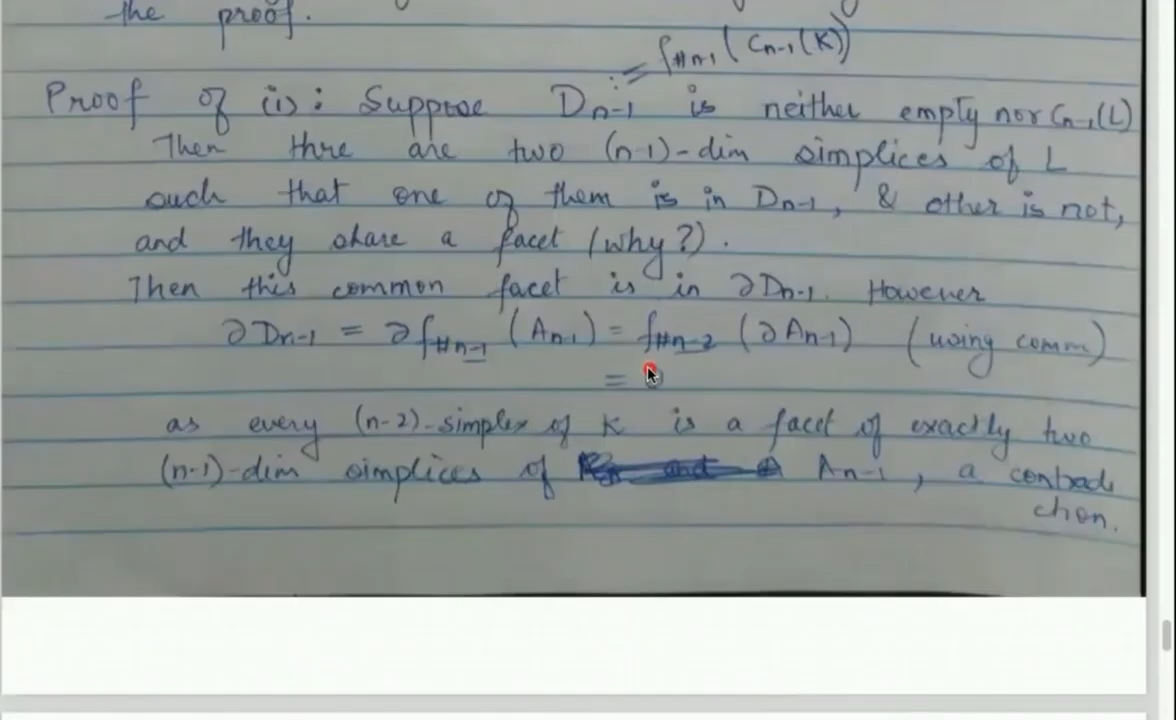 the proof.
:= f#n-1 (Cn-1(K))
Proof of (i): Suppose Dn-1 is neither empty nor Cn-1(L)
Then thre are two (n-1)-dim simplices of L
such that one of them is in Dn-1, & other is not,
and they share a facet (why?).
Then this common facet is in ∂Dn-1. However
∂Dn-1 = ∂f#n-1 (An-1) = f#n-2 (∂An-1) (using comm)
= 0
as every (n-2)-simplex of K is a facet of exactly two
(n-1)-dim simplices of An-1, a contradi
ction.